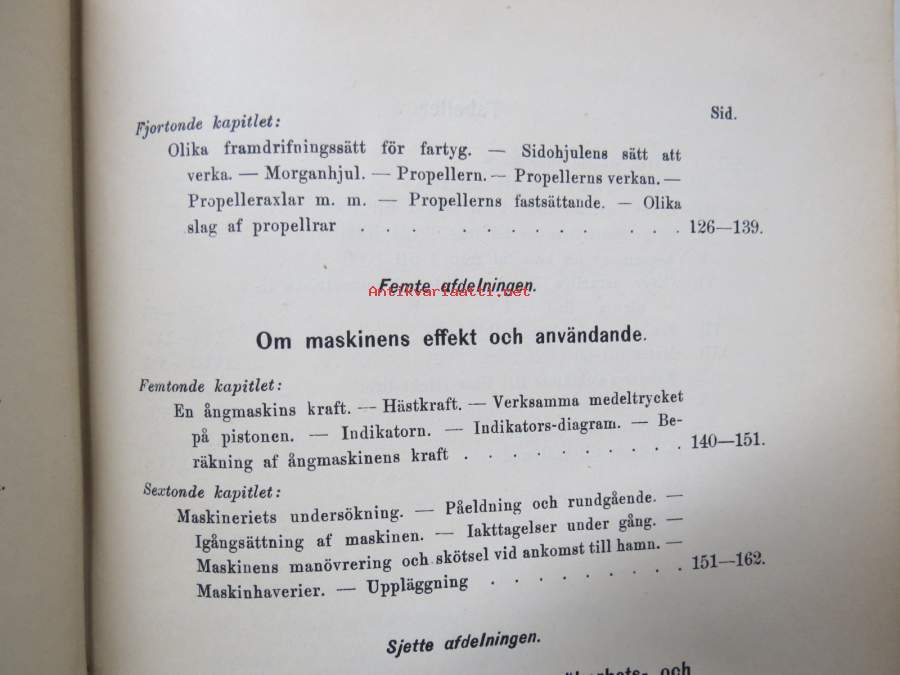 Sid.
Fjortonde kapitlet:
Olika framdrifningssätt för fartyg. — Sidohjulens sätt att
verka. — Morganhjul. — Propellern. — Propellerns verkan. —
Propelleraxlar m. m. — Propellerns fastsättande. — Olika
slag af propellrar . . . . . . . . . . . . 126—139.
Femte afdelningen.
Antikvariaatti.net
Om maskinens effekt och användande.
Femtonde kapitlet:
En ångmaskins kraft. — Hästkraft. — Verksamma medeltrycket
på pistonen. — Indikatorn. — Indikators-diagram. — Be-
räkning af ångmaskinens kraft . . . . . . . . . 140—151.
Sextonde kapitlet:
Maskineriets undersökning. — Påeldning och rundgående. —
Igångsättning af maskinen. — Iakttagelser under gång. —
Maskinens manövrering och skötsel vid ankomst till hamn. —
Maskinhaverier. — Uppläggning . . . . . . . . 151—162.
Sjette afdelningen.
och